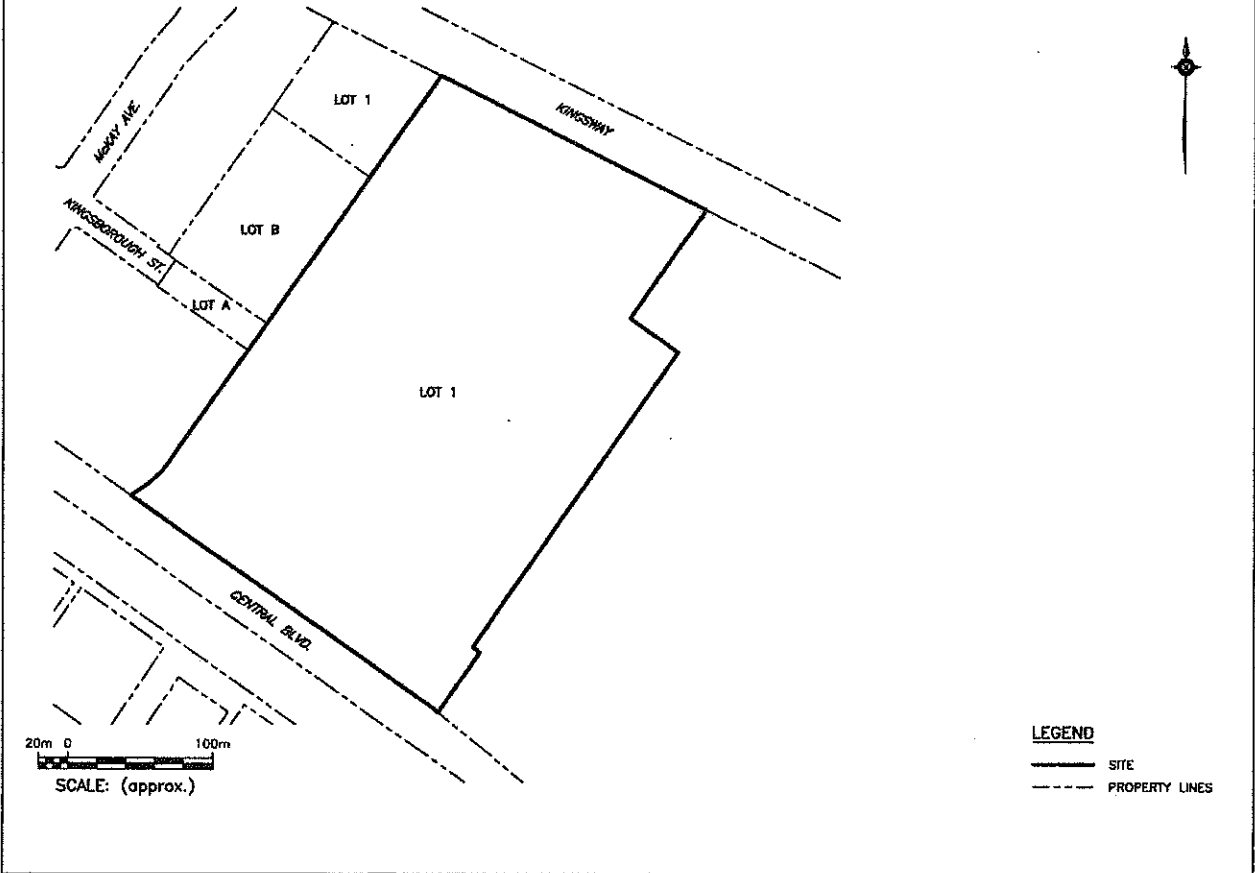 LOT 1
KINGSWAY
McKAY AVE.
KINGSBOROUGH ST.
LOT B
LOT A
LOT 1
CENTRAL BLVD.
20m 0 100m
SCALE: (approx.)
LEGEND
SITE
PROPERTY LINES